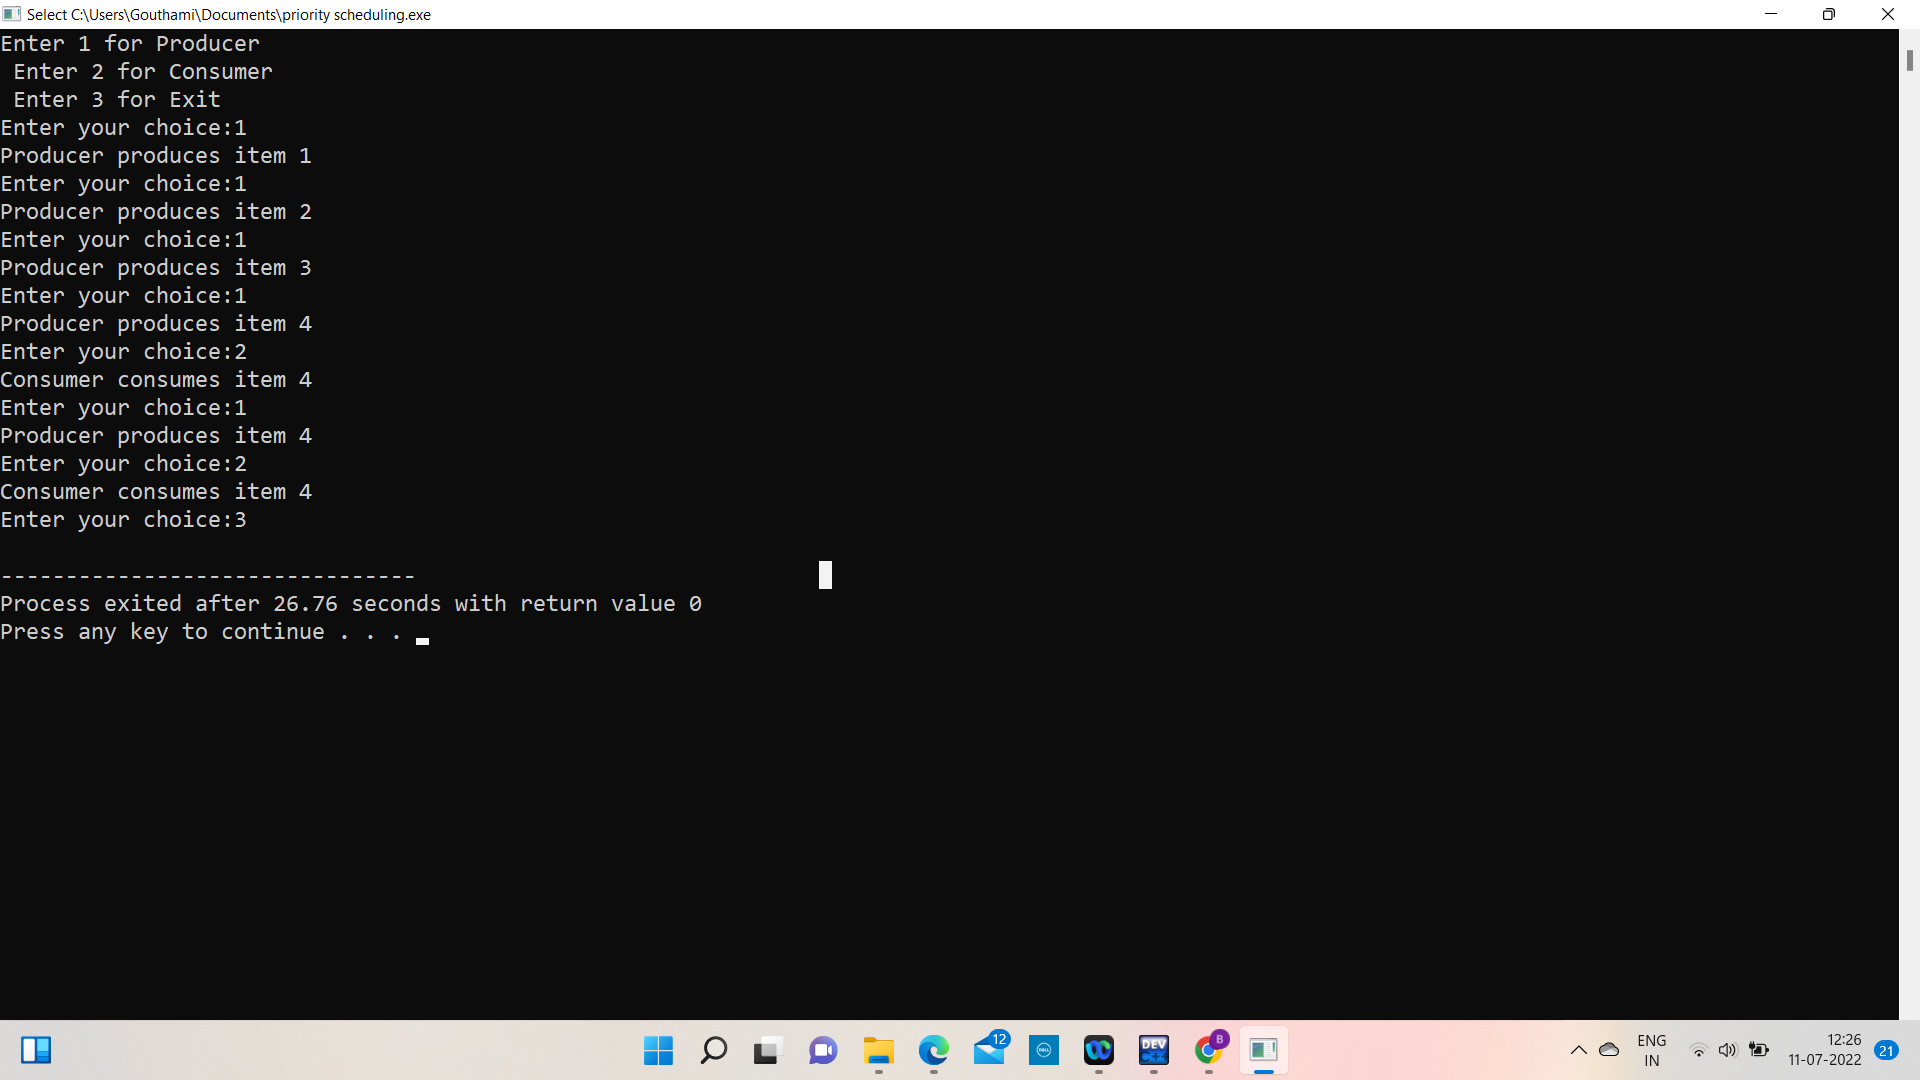 Select C:\Users\Gouthami\Documents\priority scheduling.exe
Enter 1 for Producer
Enter 2 for Consumer
Enter 3 for Exit
Enter your choice:1
Producer produces item 1
Enter your choice:1
Producer produces item 2
Enter your choice:1
Producer produces item 3
Enter your choice:1
Producer produces item 4
Enter your choice:2
Consumer consumes item 4
Enter your choice:1
Producer produces item 4
Enter your choice:2
Consumer consumes item 4
Enter your choice:3
--------------------------------
Process exited after 26.76 seconds with return value 0
Press any key to continue . . .
12
DELL
DEV
C++
B
ENG
IN
12:26
11-07-2022
21